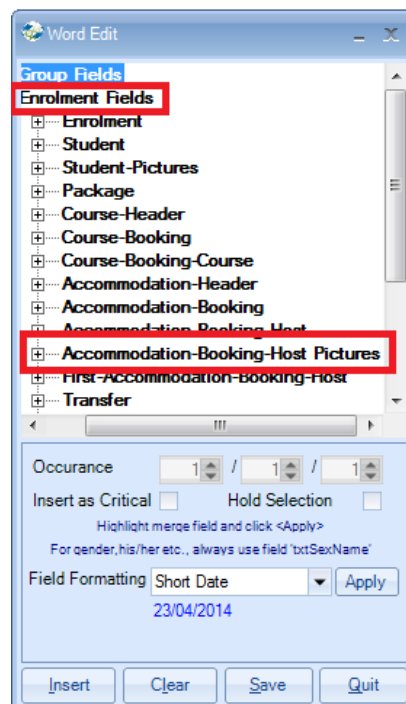 Word Edit
Group Fields
Enrolment Fields
Enrolment
Student
Student-Pictures
Package
Course-Header
Course-Booking
Course-Booking-Course
Accommodation-Header
Accommodation-Booking
Accommodation-Booking-Host
Accommodation-Booking-Host Pictures
First-Accommodation-Booking-Host
Transfer
Occurance 1 / 1 / 1
Insert as Critical Hold Selection
Highlight merge field and click <Apply>
For gender,his/her etc., always use field 'txtSexName'
Field Formatting Short Date Apply
23/04/2014
Insert Clear Save Quit